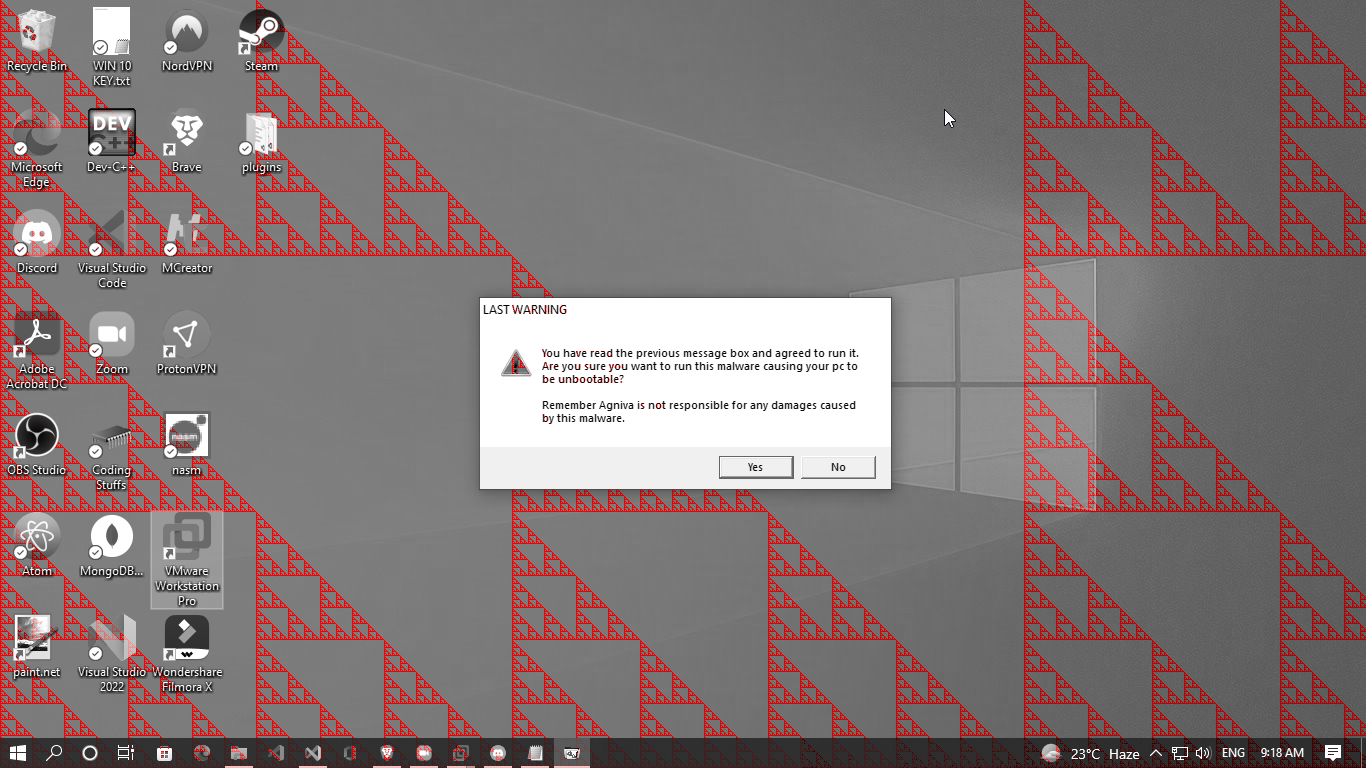 Recycle Bin
WIN 10
KEY.txt
NordVPN
Steam
Microsoft
Edge
DEV
C++
Dev-C++
Brave
plugins
Discord
Visual Studio
Code
MCreator
Adobe
Acrobat DC
Zoom
ProtonVPN
OBS Studio
Coding
Stuffs
nasm
nasm
Atom
MongoDB...
VMware
Workstation
Pro
paint.net
Visual Studio
2022
Wondershare
Filmora X
LAST WARNING
You have read the previous message box and agreed to run it.
Are you sure you want to run this malware causing your pc to
be unbootable?
Remember Agniva is not responsible for any damages caused
by this malware.
Yes
No
23°C Haze
ENG
9:18 AM